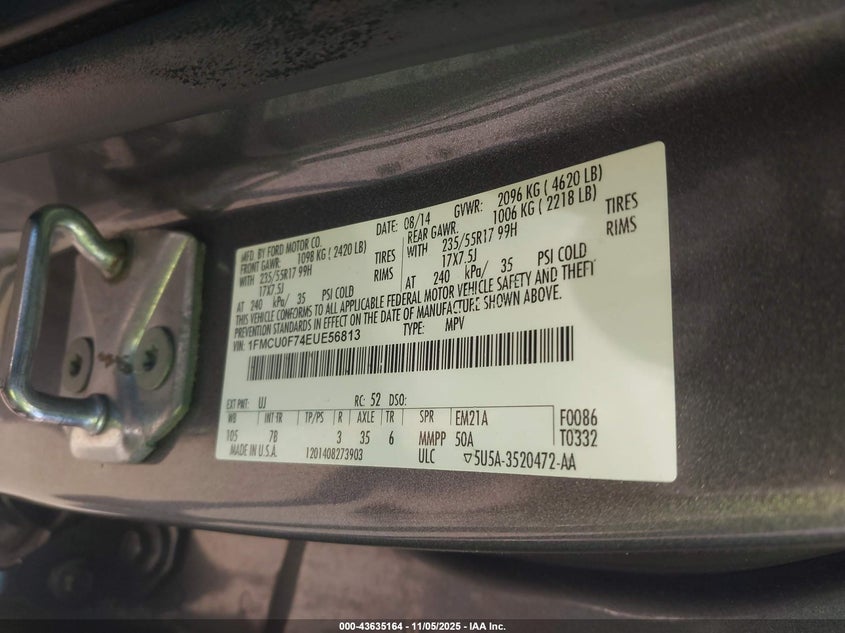 MFD. BY FORD MOTOR CO.
DATE: 08/14
GVWR: 2096 KG ( 4620 LB)
FRONT GAWR: 1098 KG ( 2420 LB)
REAR GAWR: 1006 KG ( 2218 LB)
WITH 235/55R17 99H TIRES
WITH 235/55R17 99H TIRES
17X7.5J RIMS
17X7.5J RIMS
AT 240 kPa/ 35 PSI COLD
AT 240 kPa/ 35 PSI COLD
THIS VEHICLE CONFORMS TO ALL APPLICABLE FEDERAL MOTOR VEHICLE SAFETY AND THEFT
PREVENTION STANDARDS IN EFFECT ON THE DATE OF MANUFACTURE SHOWN ABOVE.
VIN: 1FMCU0F74EUE56813
TYPE: MPV
EXT PNT: UJ RC: 52 DSO:
WB INT TR TP/PS R AXLE TR SPR EM21A F0086
105 7B 3 35 6 MMPP 50A T0332
MADE IN U.S.A. 1201408273903 ULC ▽5U5A-3520472-AA
000-43635164 - 11/05/2025 - IAA Inc.